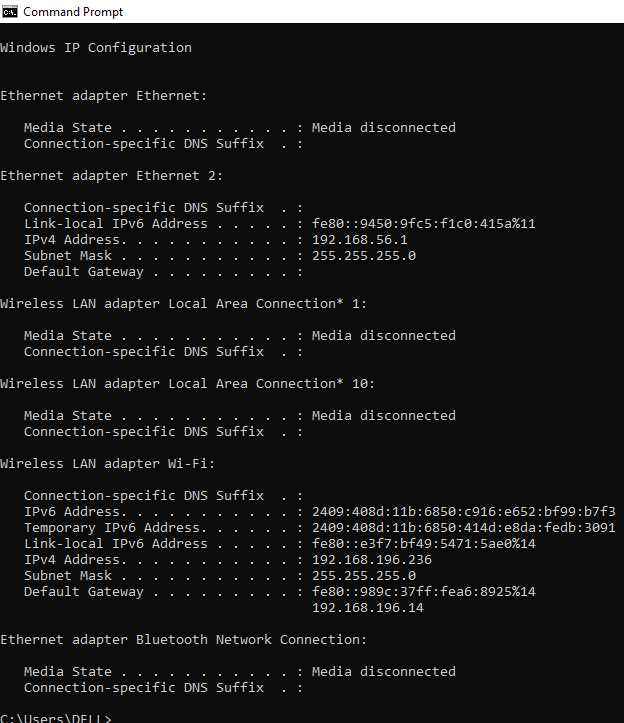 Command Prompt
Windows IP Configuration
Ethernet adapter Ethernet:
Media State . . . . . . . . . . . : Media disconnected
Connection-specific DNS Suffix  . :
Ethernet adapter Ethernet 2:
Connection-specific DNS Suffix  . :
Link-local IPv6 Address . . . . . : fe80::9450:9fc5:f1c0:415a%11
IPv4 Address. . . . . . . . . . . : 192.168.56.1
Subnet Mask . . . . . . . . . . . : 255.255.255.0
Default Gateway . . . . . . . . . :
Wireless LAN adapter Local Area Connection* 1:
Media State . . . . . . . . . . . : Media disconnected
Connection-specific DNS Suffix  . :
Wireless LAN adapter Local Area Connection* 10:
Media State . . . . . . . . . . . : Media disconnected
Connection-specific DNS Suffix  . :
Wireless LAN adapter Wi-Fi:
Connection-specific DNS Suffix  . :
IPv6 Address. . . . . . . . . . . : 2409:408d:11b:6850:c916:e652:bf99:b7f3
Temporary IPv6 Address. . . . . . : 2409:408d:11b:6850:414d:e8da:fedb:3091
Link-local IPv6 Address . . . . . : fe80::e3f7:bf49:5471:5ae0%14
IPv4 Address. . . . . . . . . . . : 192.168.196.236
Subnet Mask . . . . . . . . . . . : 255.255.255.0
Default Gateway . . . . . . . . . : fe80::989c:37ff:fea6:8925%14
192.168.196.14
Ethernet adapter Bluetooth Network Connection:
Media State . . . . . . . . . . . : Media disconnected
Connection-specific DNS Suffix  . :
C:\Users\DELL>